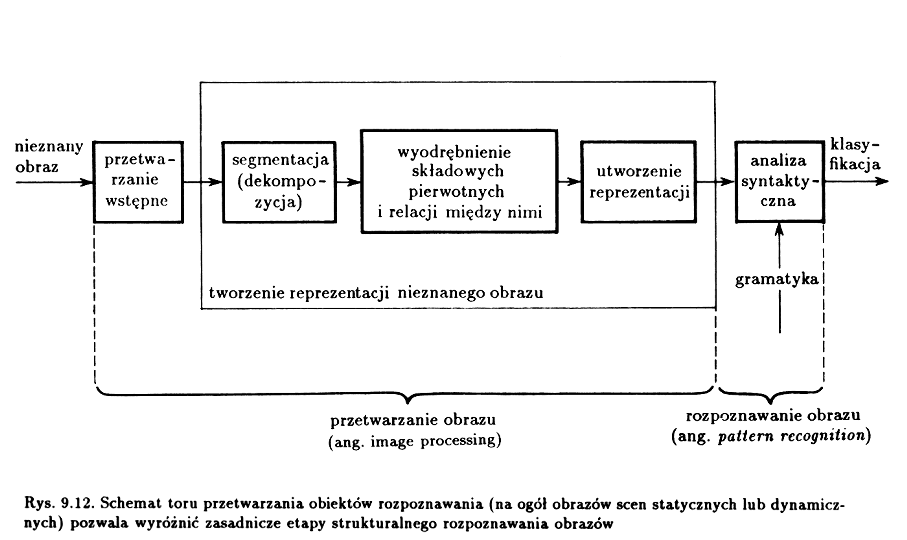 nieznany
obraz
przetwa-
rzanie
wstępne
segmentacja
(dekompo-
zycja)
wyodrębnienie
składowych
pierwotnych
i relacji między nimi
utworzenie
reprezentacji
analiza
syntakty-
czna
klasy-
fikacja
gramatyka
tworzenie reprezentacji nieznanego obrazu
przetwarzanie obrazu
(ang. image processing)
rozpoznawanie obrazu
(ang. pattern recognition)
Rys. 9.12. Schemat toru przetwarzania obiektów rozpoznawania (na ogół obrazów scen statycznych lub dynamicz-
nych) pozwala wyróżnić zasadnicze etapy strukturalnego rozpoznawania obrazów